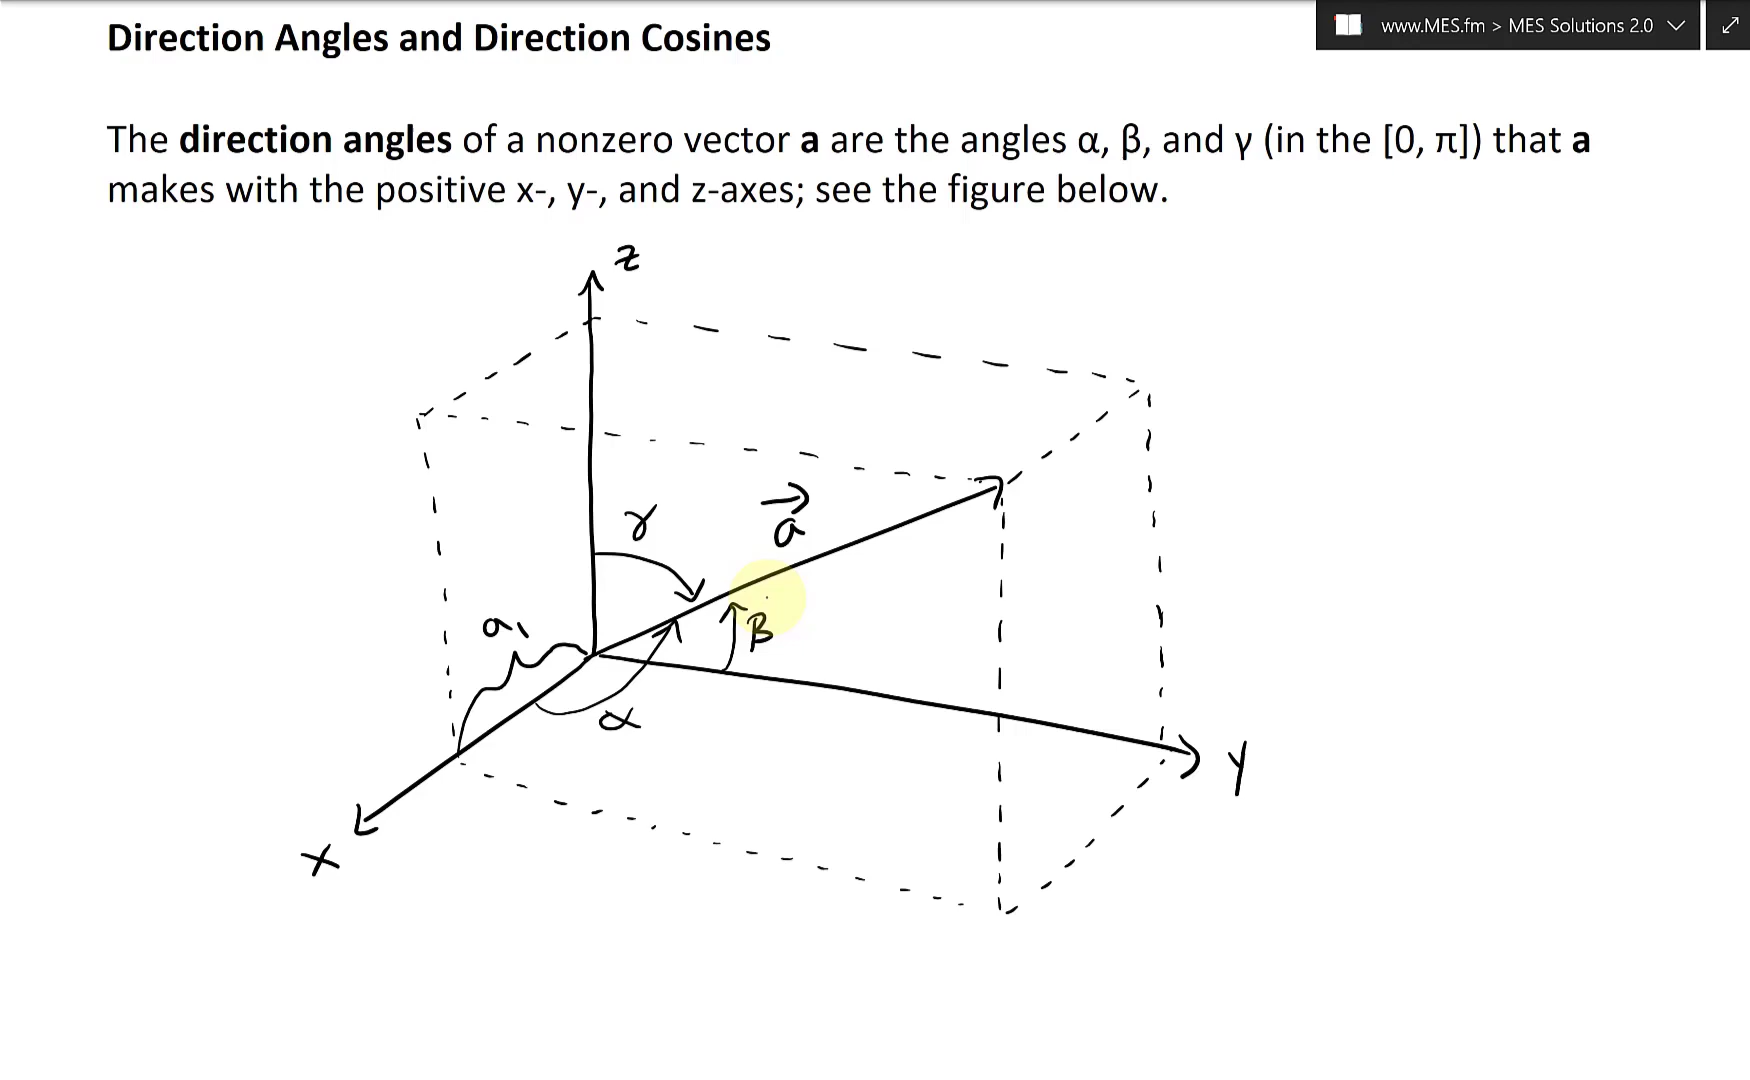 Direction Angles and Direction Cosines
www.MES.fm > MES Solutions 2.0
The direction angles of a nonzero vector a are the angles α, β, and γ (in the [0, π]) that a
makes with the positive x-, y-, and z-axes; see the figure below.
z
γ
a
β
a₁
α
y
x